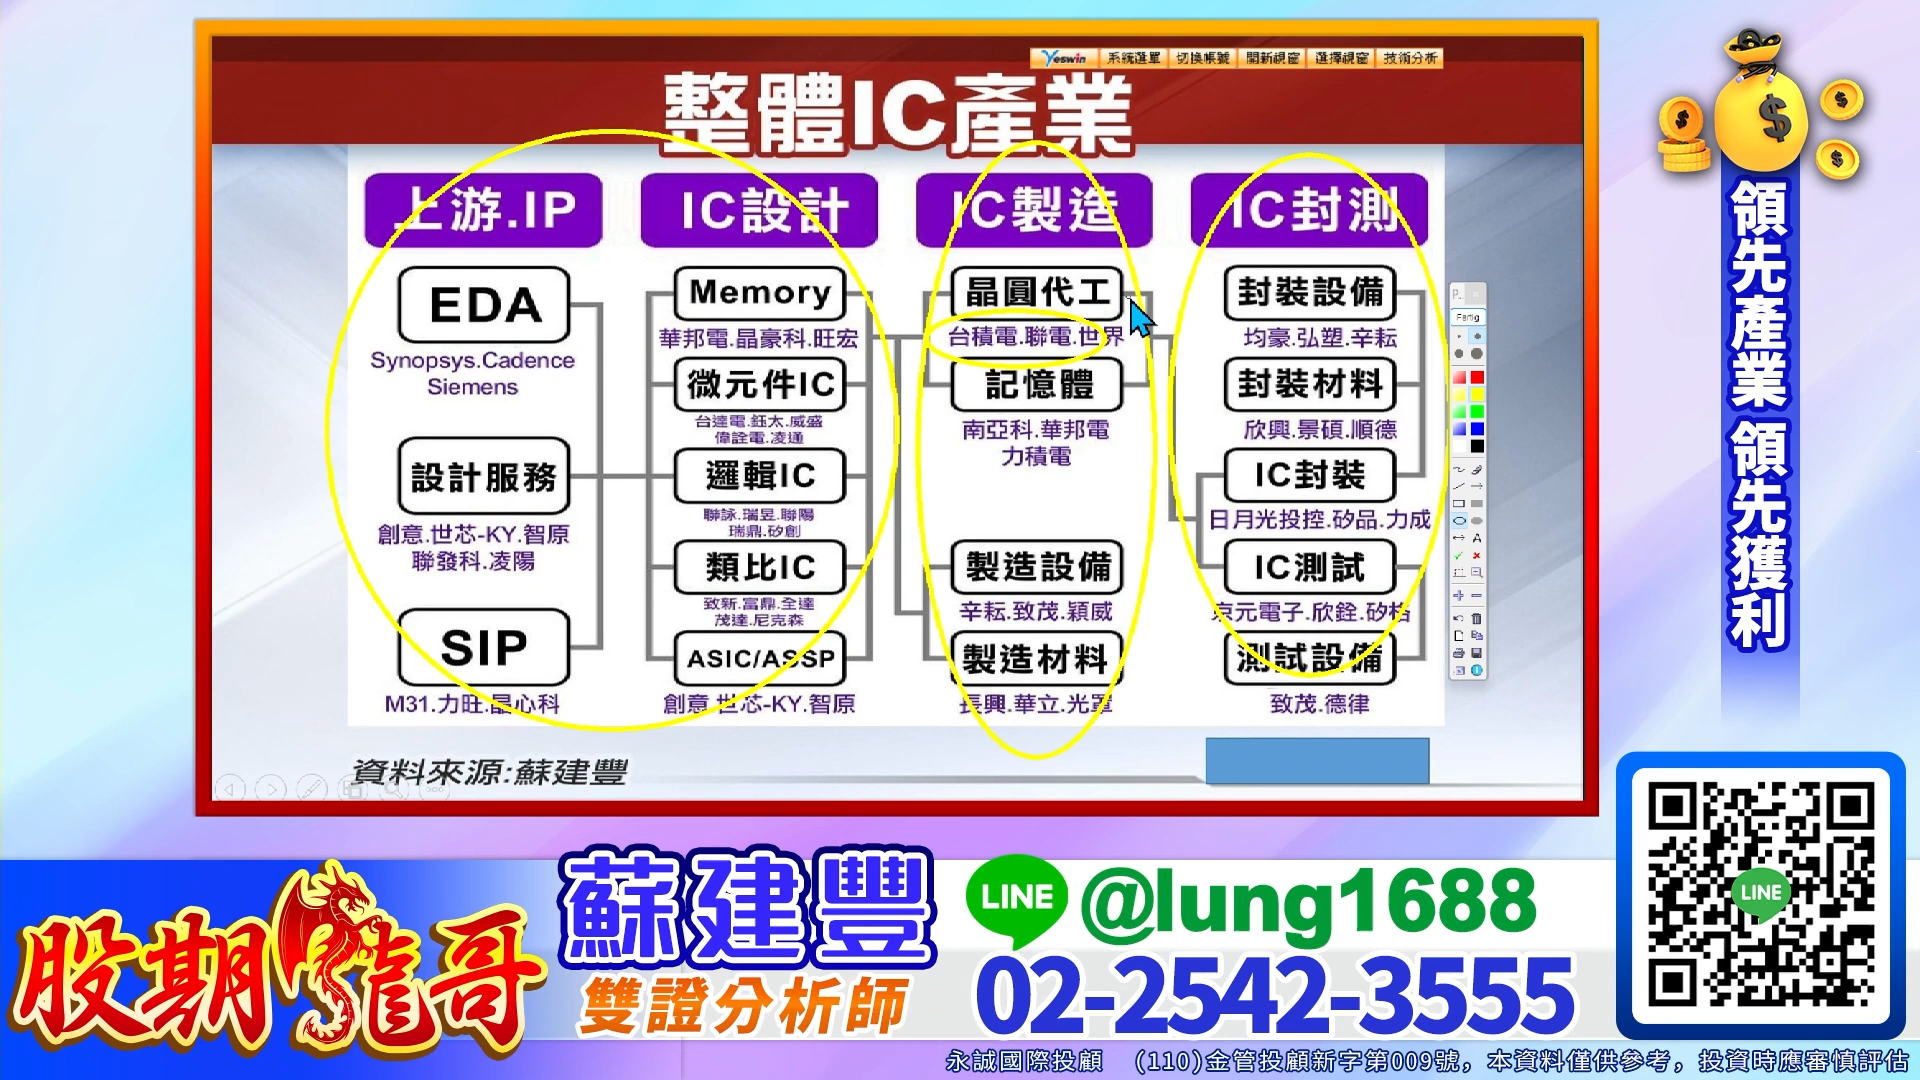 Yeswin 系統選單 切換帳號 開新視窗 選擇視窗 技術分析
整體IC產業
上游.IP
EDA
Synopsys.Cadence
Siemens
設計服務
創意.世芯-KY.智原
聯發科.凌陽
SIP
M31.力旺.晶心科
IC設計
Memory
華邦電.晶豪科.旺宏
微元件IC
台達電.鈺太.威盛
偉詮電.凌通
邏輯IC
聯詠.瑞昱.聯陽
瑞鼎.矽創
類比IC
致新.富鼎.全達
茂達.尼克森
ASIC/ASSP
創意.世芯-KY.智原
IC製造
晶圓代工
台積電.聯電.世界
記憶體
南亞科.華邦電
力積電
製造設備
辛耘.致茂.穎威
製造材料
長興.華立.光罩
IC封測
封裝設備
均豪.弘塑.辛耘
封裝材料
欣興.景碩.順德
IC封裝
日月光投控.矽品.力成
IC測試
京元電子.欣銓.矽格
測試設備
致茂.德律
P..
Fertig
資料來源:蘇建豐
領先產業 領先獲利
股期龍哥
蘇建豐
雙證分析師
LINE @lung1688
02-2542-3555
LINE
永誠國際投顧 (110)金管投顧新字第009號，本資料僅供參考，投資時應審慎評估